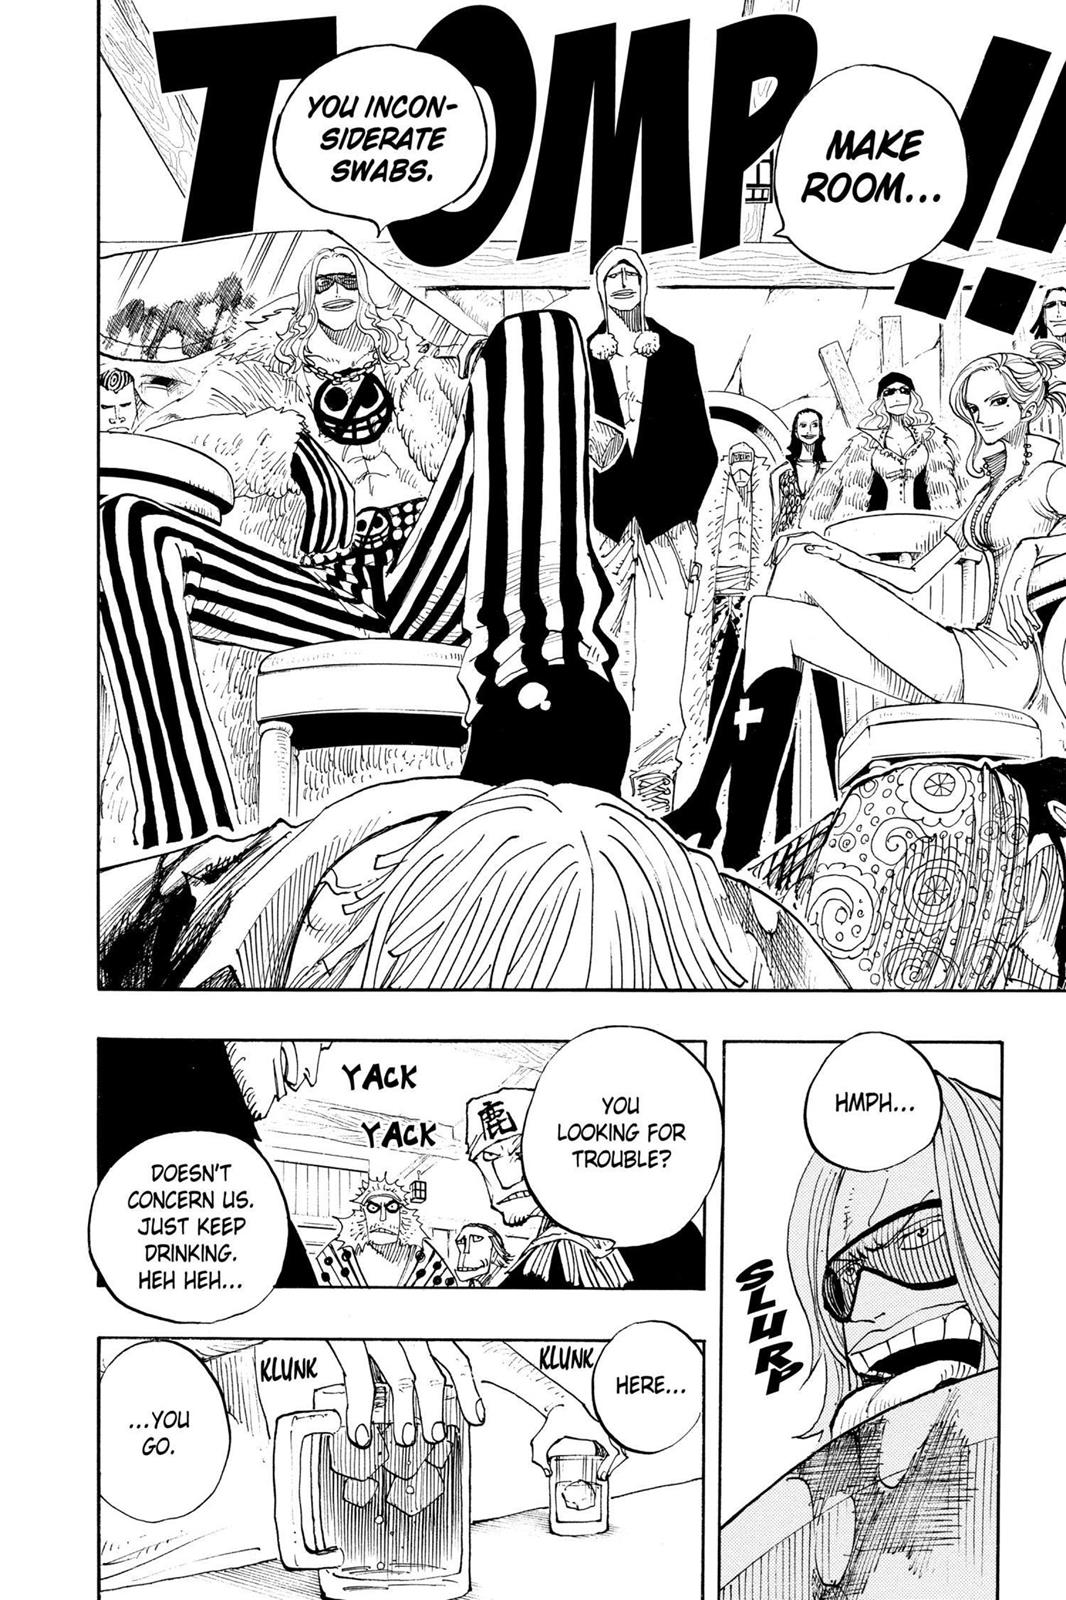 TOMP!!
MAKE
ROOM...
YOU INCON-
SIDERATE
SWABS.
HMPH...
SLURP
YOU
LOOKING FOR
TROUBLE?
鹿
YACK
YACK
DOESN'T
CONCERN US.
JUST KEEP
DRINKING.
HEH HEH...
HERE...
KLUNK
KLUNK
...YOU
GO.